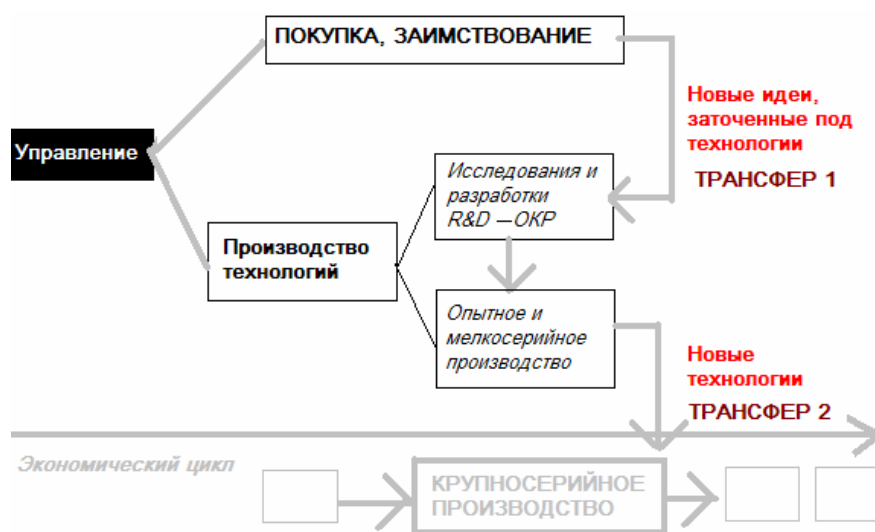 ПОКУПКА, ЗАИМСТВОВАНИЕ
Новые идеи,
заточенные под
технологии
ТРАНСФЕР 1
Управление
Исследования и
разработки
R&D —ОКР
Производство
технологий
Опытное и
мелкосерийное
производство
Новые
технологии
ТРАНСФЕР 2
Экономический цикл
КРУПНОСЕРИЙНОЕ
ПРОИЗВОДСТВО